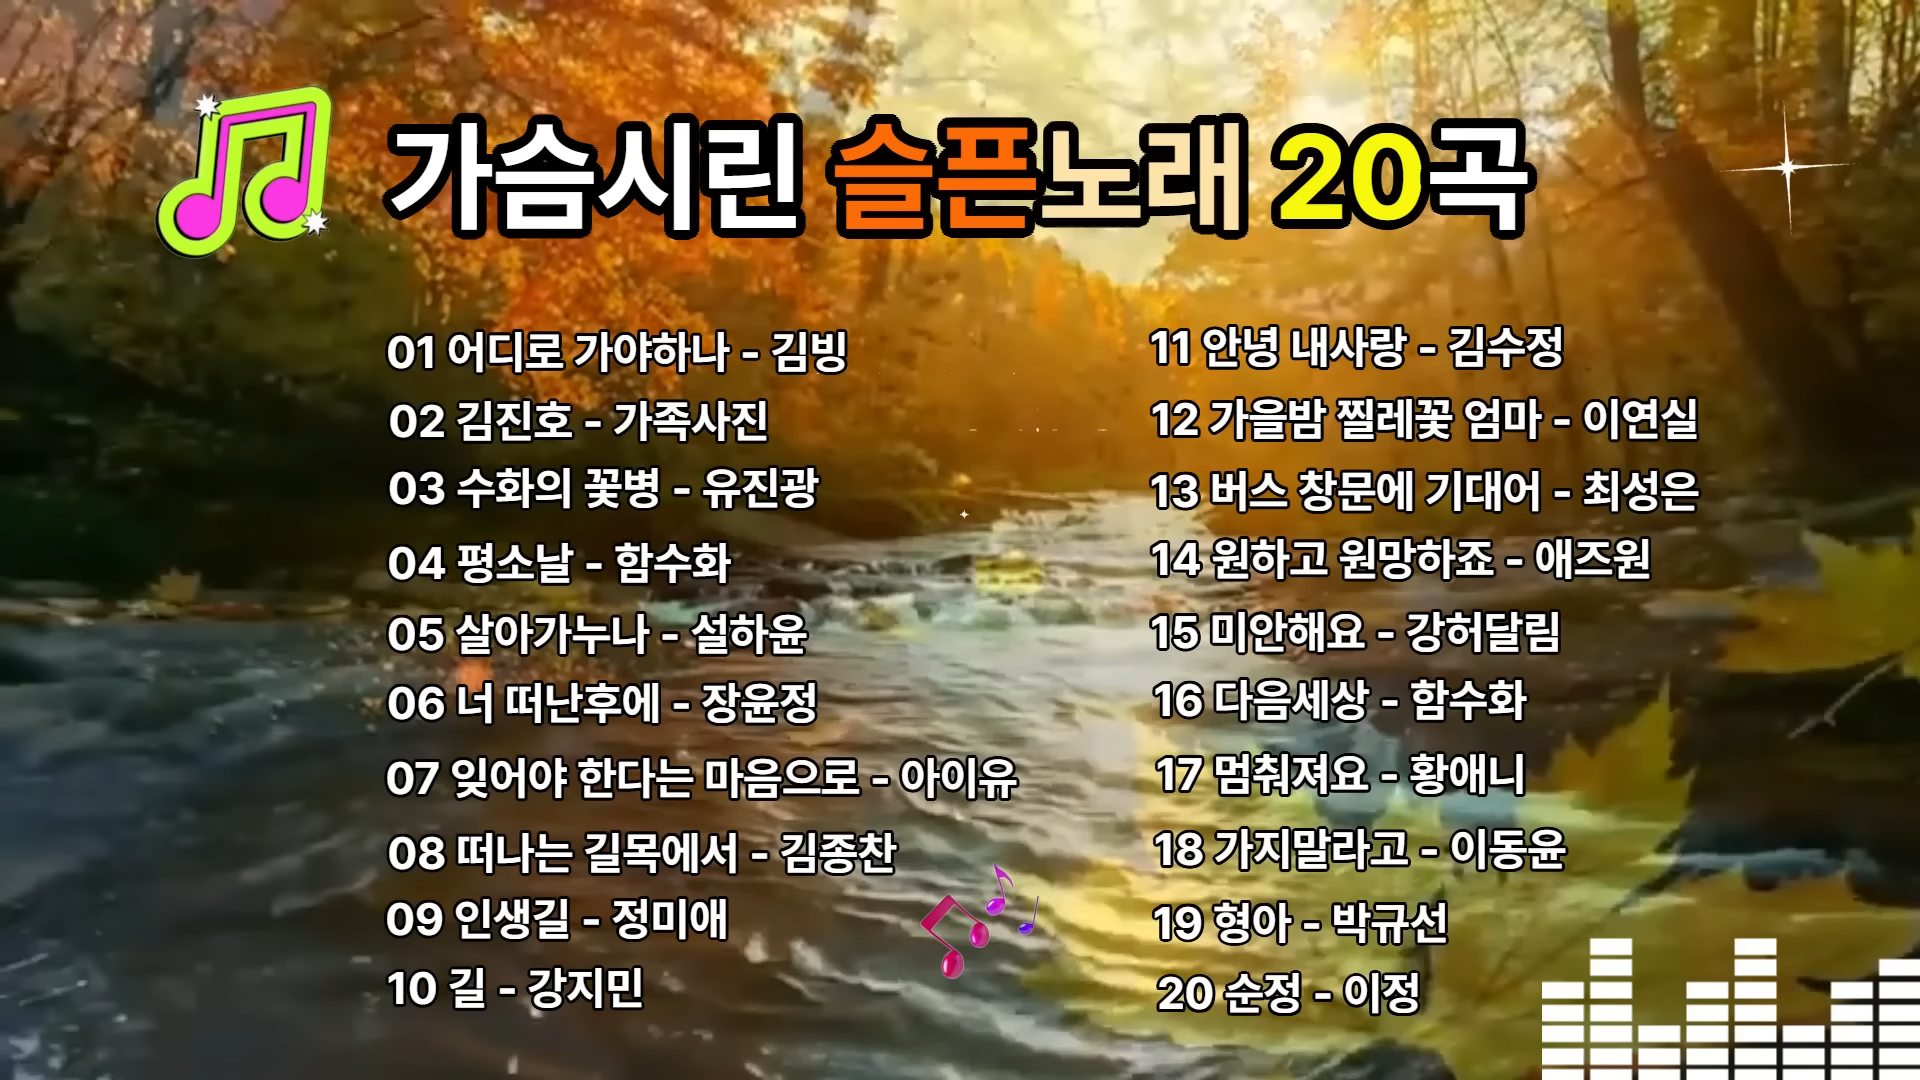 가슴시린 슬픈노래 20곡
01 어디로 가야하나 - 김빙
02 김진호 - 가족사진
03 수화의 꽃병 - 유진광
04 평소날 - 함수화
05 살아가누나 - 설하윤
06 너 떠난후에 - 장윤정
07 잊어야 한다는 마음으로 - 아이유
08 떠나는 길목에서 - 김종찬
09 인생길 - 정미애
10 길 - 강지민
11 안녕 내사랑 - 김수정
12 가을밤 찔레꽃 엄마 - 이연실
13 버스 창문에 기대어 - 최성은
14 원하고 원망하죠 - 애즈원
15 미안해요 - 강허달림
16 다음세상 - 함수화
17 멈춰져요 - 황애니
18 가지말라고 - 이동윤
19 형아 - 박규선
20 순정 - 이정